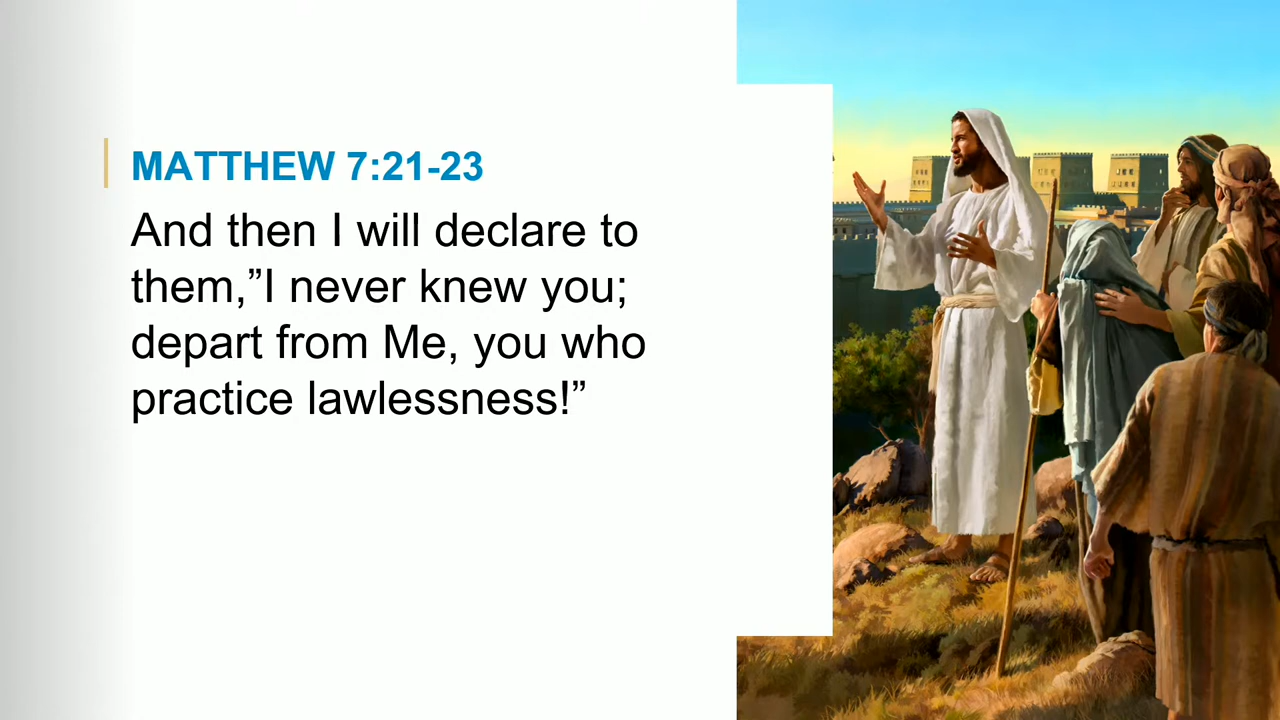 MATTHEW 7:21-23
And then I will declare to
them,”I never knew you;
depart from Me, you who
practice lawlessness!”